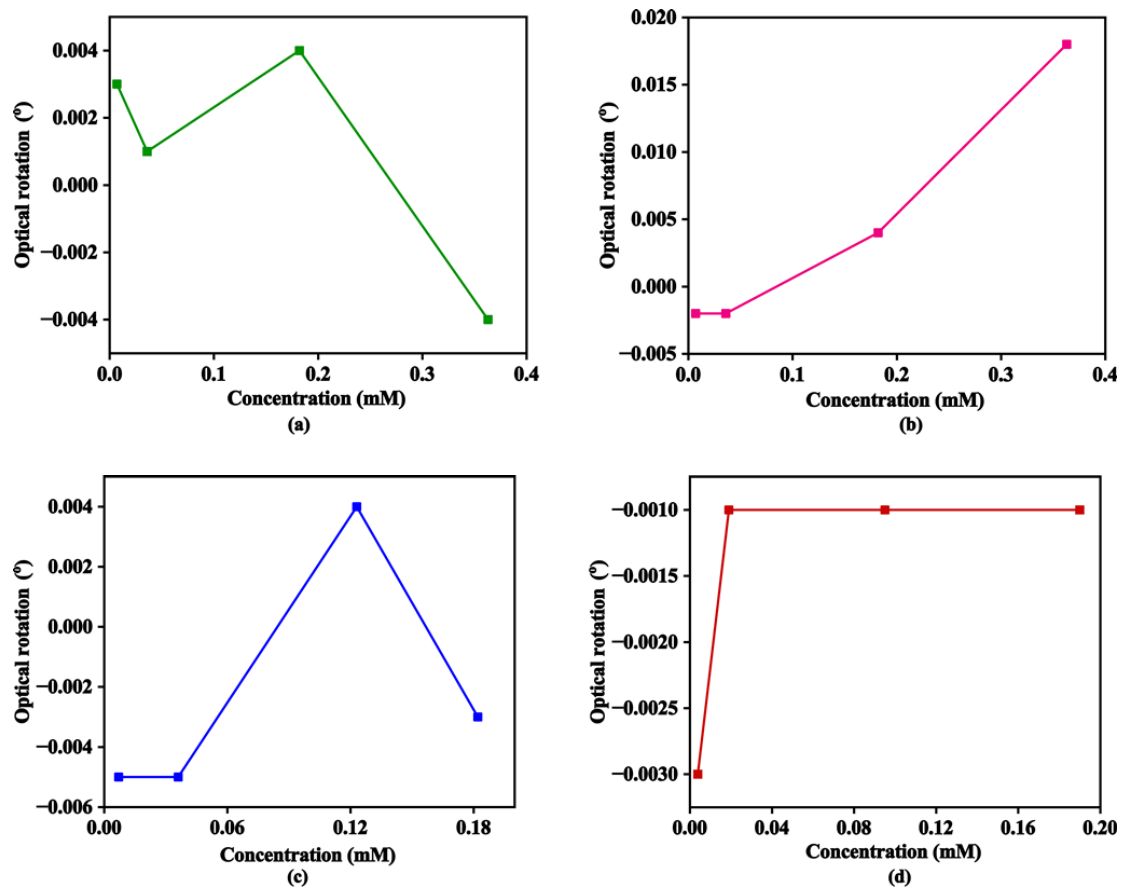 0.004
0.002
0.000
−0.002
−0.004
Optical rotation (°)
0.0 0.1 0.2 0.3 0.4
Concentration (mM)
(a)
0.020
0.015
0.010
0.005
0.000
−0.005
Optical rotation (°)
0.0 0.1 0.2 0.3 0.4
Concentration (mM)
(b)
0.004
0.002
0.000
−0.002
−0.004
−0.006
Optical rotation (°)
0.00 0.06 0.12 0.18
Concentration (mM)
(c)
−0.0010
−0.0015
−0.0020
−0.0025
−0.0030
Optical rotation (°)
0.00 0.04 0.08 0.12 0.16 0.20
Concentration (mM)
(d)